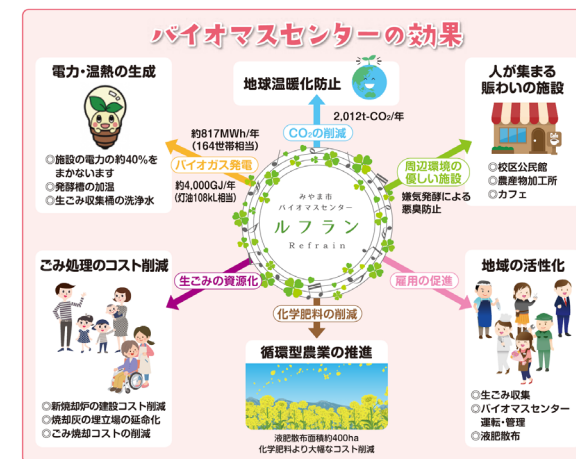 バイオマスセンターの効果
電力・温熱の生成
◎施設の電力の約40%を
まかないます
◎発酵槽の加温
◎生ごみ収集桶の洗浄水
地球温暖化防止
2,012t-CO₂/年
CO₂の削減
人が集まる
賑わいの施設
◎校区公民館
◎農産物加工所
◎カフェ
約817MWh/年
(164世帯相当)
バイオガス発電
約4,000GJ/年
(灯油108kL相当)
周辺環境の
優しい施設
嫌気発酵による
悪臭防止
みやま市
バイオマスセンター
ルフラン
Refrain
ごみ処理のコスト削減
◎新焼却炉の建設コスト削減
◎焼却灰の埋立場の延命化
◎ごみ焼却コストの削減
生ごみの資源化
化学肥料の削減
循環型農業の推進
液肥散布面積約400ha
化学肥料より大幅なコスト削減
雇用の促進
地域の活性化
◎生ごみ収集
◎バイオマスセンター
運転・管理
◎液肥散布